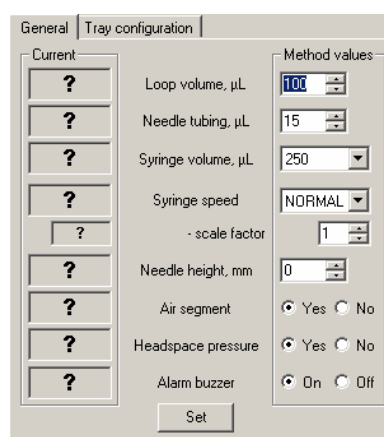 General Tray configuration
Current Method values
? Loop volume, µL 100
? Needle tubing, µL 15
? Syringe volume, µL 250
? Syringe speed NORMAL
? - scale factor 1
? Needle height, mm 0
? Air segment Yes No
? Headspace pressure Yes No
? Alarm buzzer On Off
Set